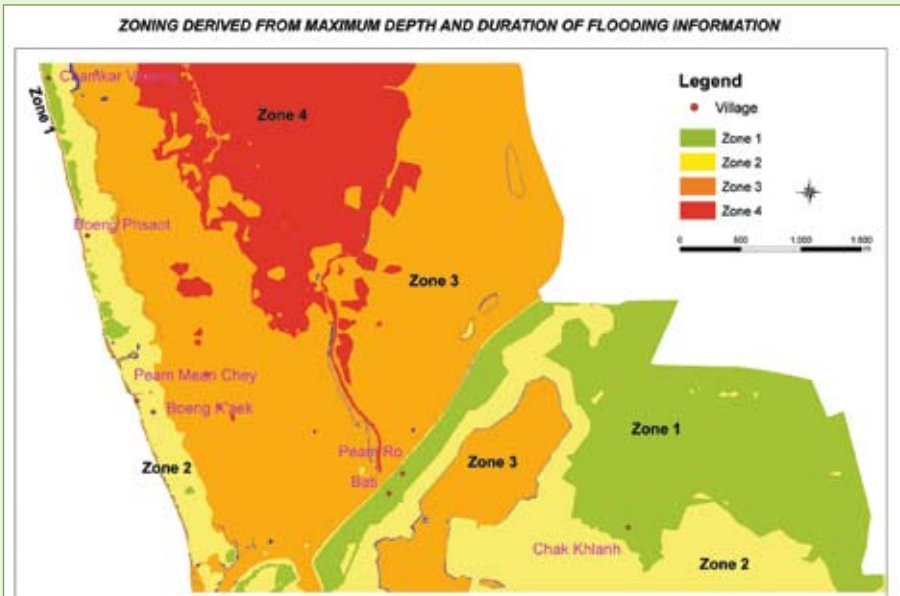 ZONING DERIVED FROM MAXIMUM DEPTH AND DURATION OF FLOODING INFORMATION
Legend
Village
Zone 1
Zone 2
Zone 3
Zone 4
0 500 1,000 1,500
m
Chamkar
Zone 1
Zone 4
Boeng Phsaot
Zone 3
Peam Mean Chey
Boeng K'aek
Zone 1
Peam Ro
Zone 2
Zone 3
Bati
Chak Khlanh
Zone 2